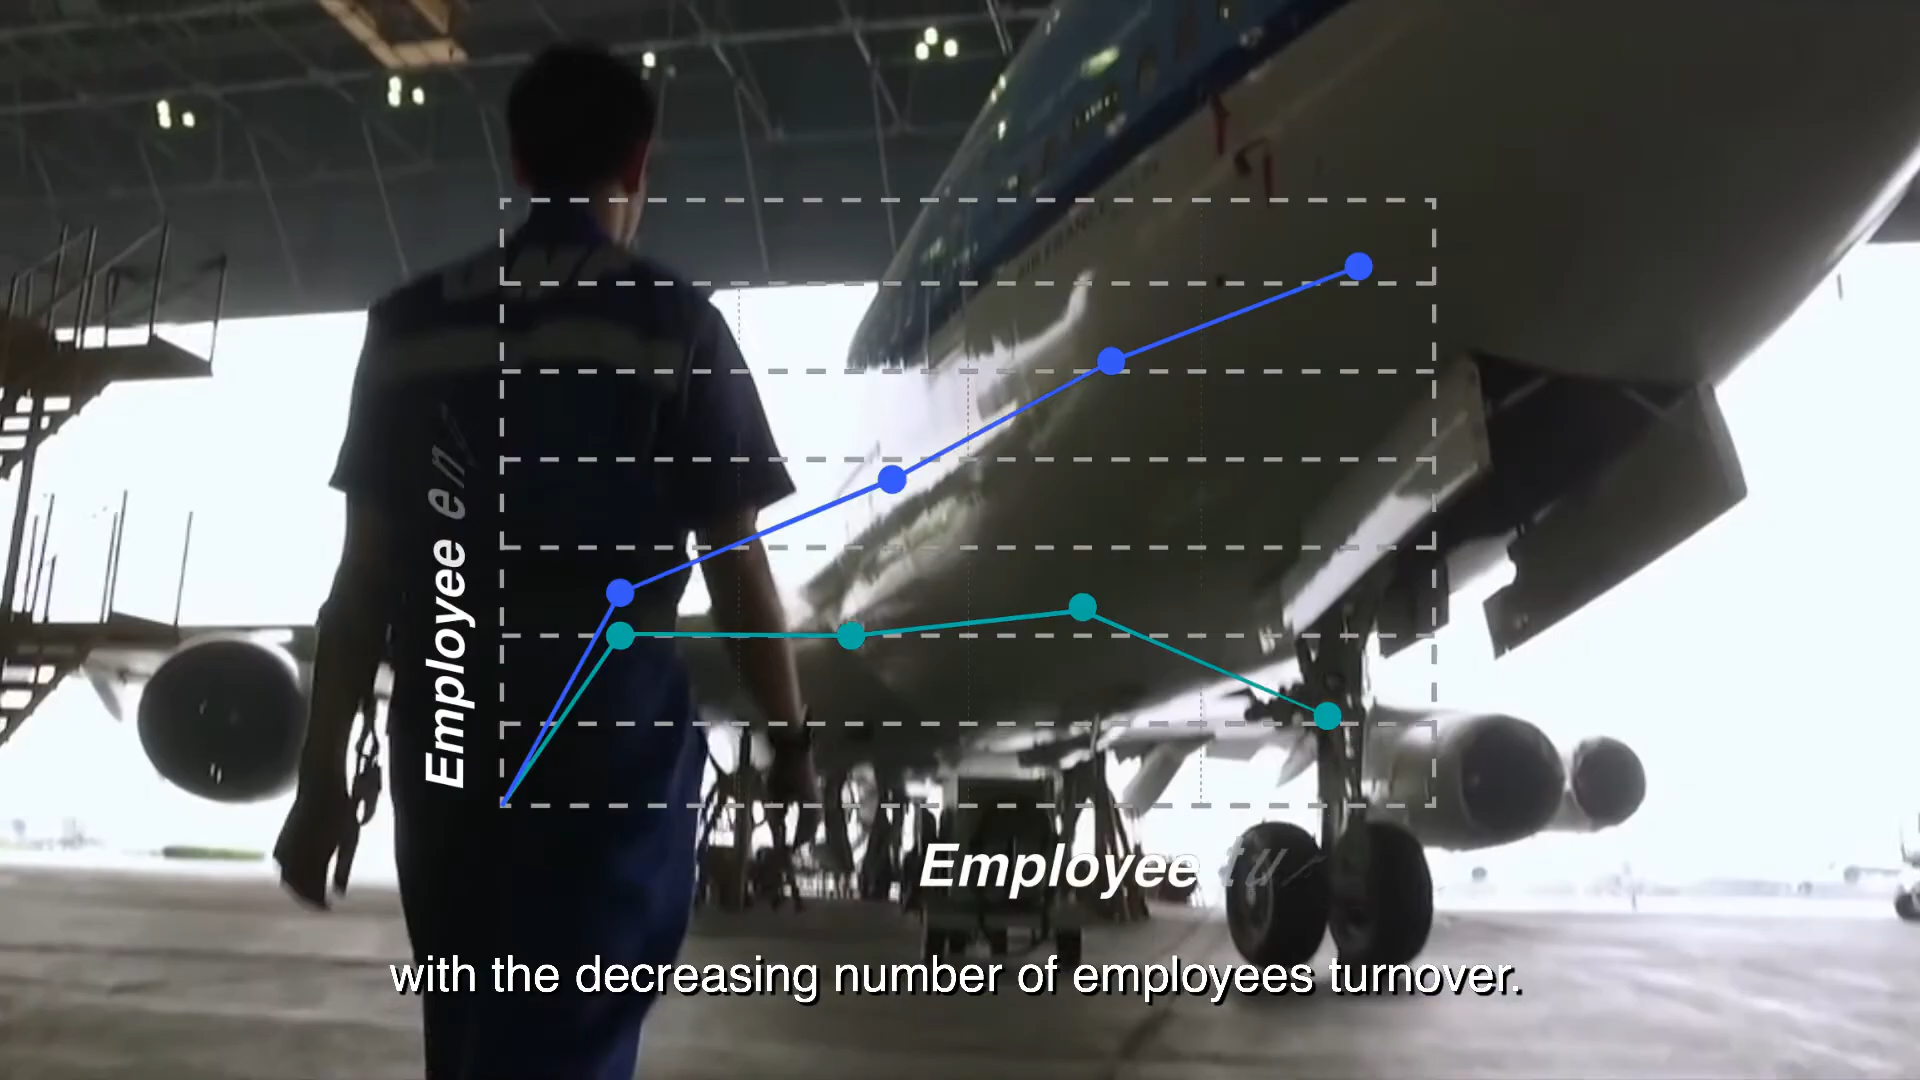 Employee
Employee
with the decreasing number of employees turnover.